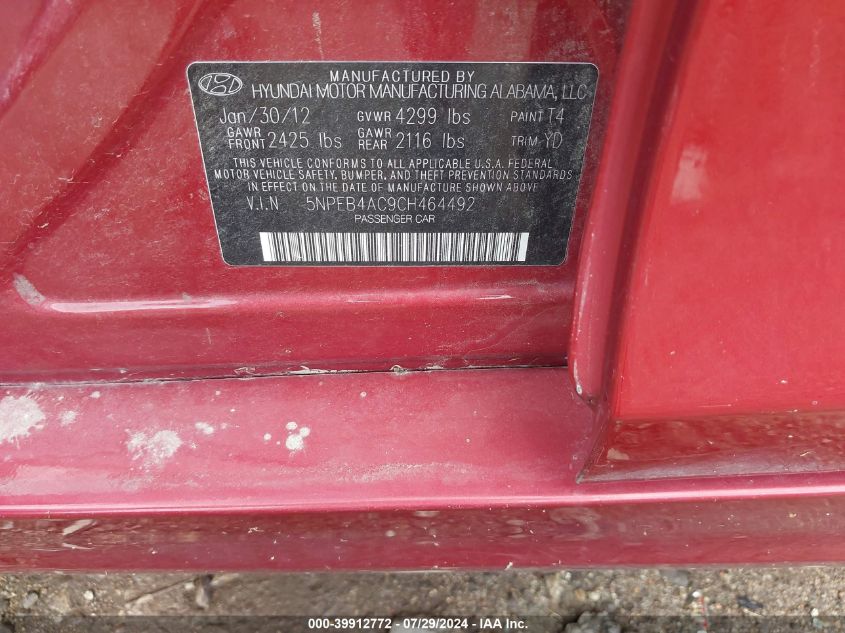 MANUFACTURED BY
HYUNDAI MOTOR MANUFACTURING ALABAMA, LLC
Jan/30/12 GVWR 4299 lbs PAINT T4
GAWR FRONT 2425 lbs GAWR REAR 2116 lbs TRIM YD
THIS VEHICLE CONFORMS TO ALL APPLICABLE U.S.A. FEDERAL
MOTOR VEHICLE SAFETY, BUMPER, AND THEFT PREVENTION STANDARDS
IN EFFECT ON THE DATE OF MANUFACTURE SHOWN ABOVE
V.I.N 5NPEB4AC9CH464492
PASSENGER CAR
000-39912772 - 07/29/2024 - IAA Inc.